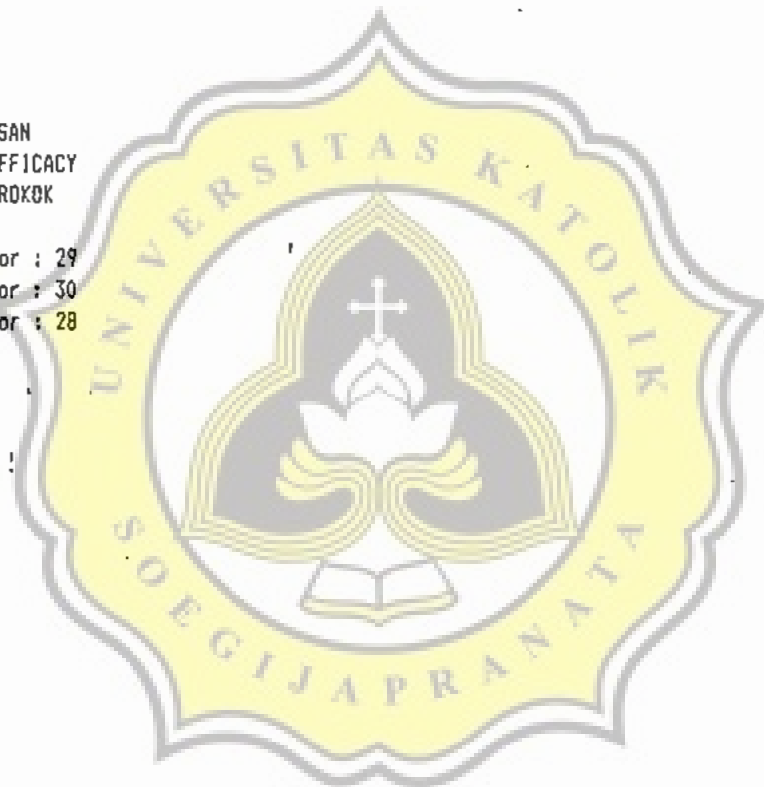 SAN
FFICACY
ROKOK
or : 29
or : 30
or : 28
UNIVERSITAS KATOLIK
SOEGIJAPRANATA